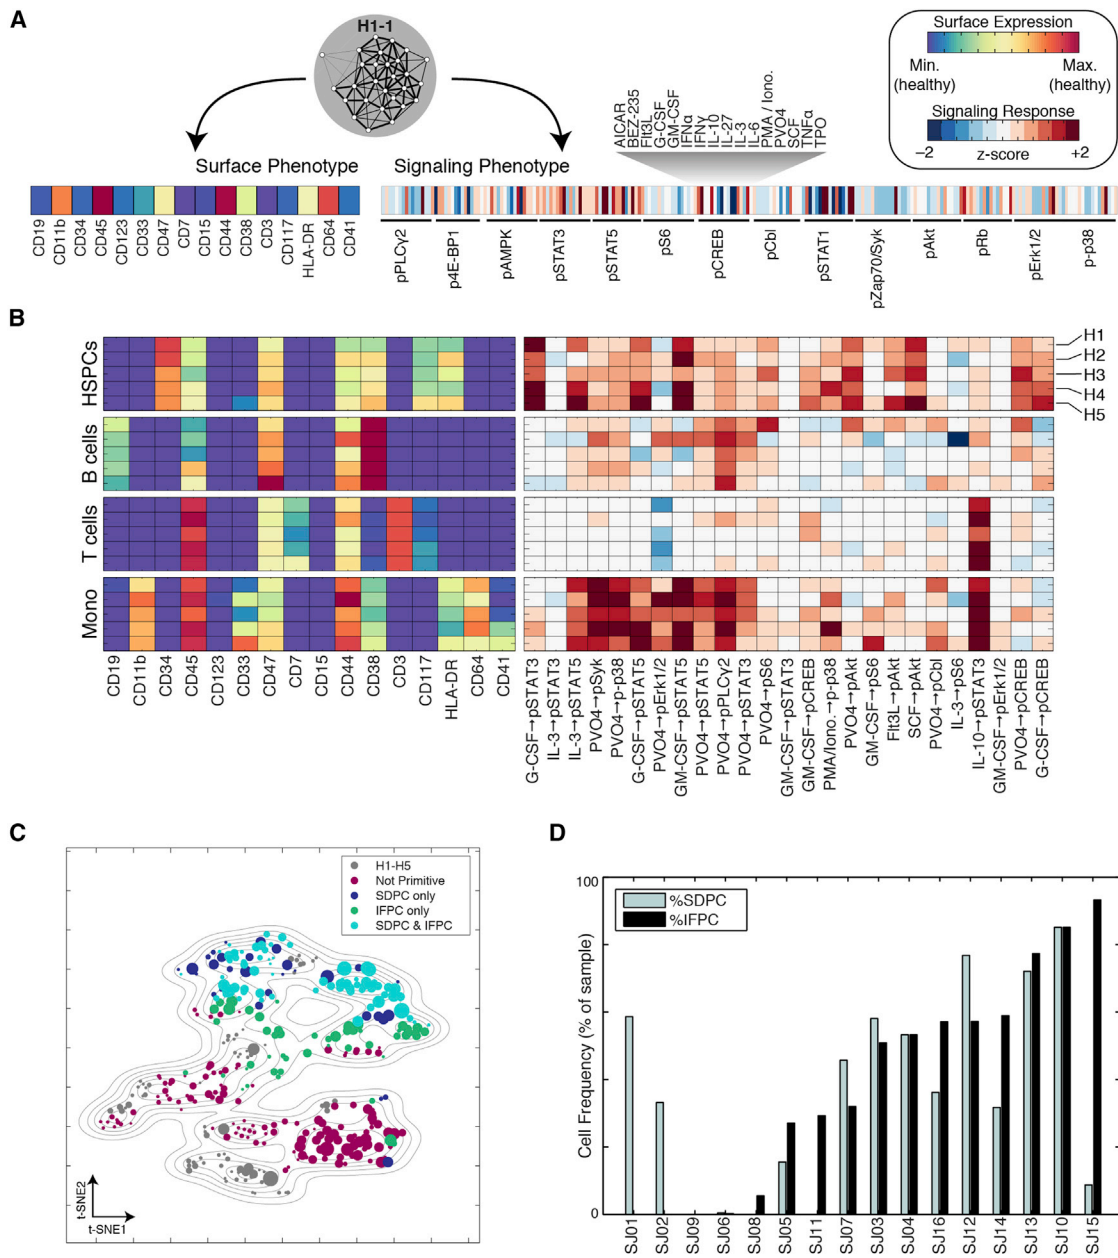 A
H1-1
Surface Expression
Min. (healthy)
Max. (healthy)
Signaling Response
−2
z-score
+2
AICAR
BEZ-235
Flt3L
G-CSF
GM-CSF
IFNα
IFNγ
IL-10
IL-27
IL-3
IL-6
PMA / Iono.
PVO4
SCF
TNFα
TPO
Surface Phenotype
Signaling Phenotype
CD19
CD11b
CD34
CD45
CD123
CD33
CD47
CD7
CD15
CD44
CD38
CD3
CD117
HLA-DR
CD64
CD41
pPLCγ2
p4E-BP1
pAMPK
pSTAT3
pSTAT5
pS6
pCREB
pCbl
pSTAT1
pZap70/Syk
pAkt
pRb
pErk1/2
p-p38
B
HSPCs
B cells
T cells
Mono
H1
H2
H3
H4
H5
CD19
CD11b
CD34
CD45
CD123
CD33
CD47
CD7
CD15
CD44
CD38
CD3
CD117
HLA-DR
CD64
CD41
G-CSF→pSTAT3
IL-3→pSTAT3
IL-3→pSTAT5
PVO4→pSyk
PVO4→p-p38
G-CSF→pSTAT5
PVO4→pErk1/2
GM-CSF→pSTAT5
PVO4→pSTAT5
PVO4→pPLCγ2
PVO4→pSTAT3
PVO4→pS6
GM-CSF→pSTAT3
GM-CSF→pCREB
PMA/Iono.→p-p38
PVO4→pAkt
GM-CSF→pS6
Flt3L→pAkt
SCF→pAkt
PVO4→pCbl
IL-3→pS6
IL-10→pSTAT3
GM-CSF→pErk1/2
PVO4→pCREB
G-CSF→pCREB
C
H1-H5
Not Primitive
SDPC only
IFPC only
SDPC & IFPC
t-SNE2
t-SNE1
D
100
%SDPC
%IFPC
Cell Frequency (% of sample)
0
SJ01
SJ02
SJ09
SJ06
SJ08
SJ05
SJ11
SJ07
SJ03
SJ04
SJ16
SJ12
SJ14
SJ13
SJ10
SJ15